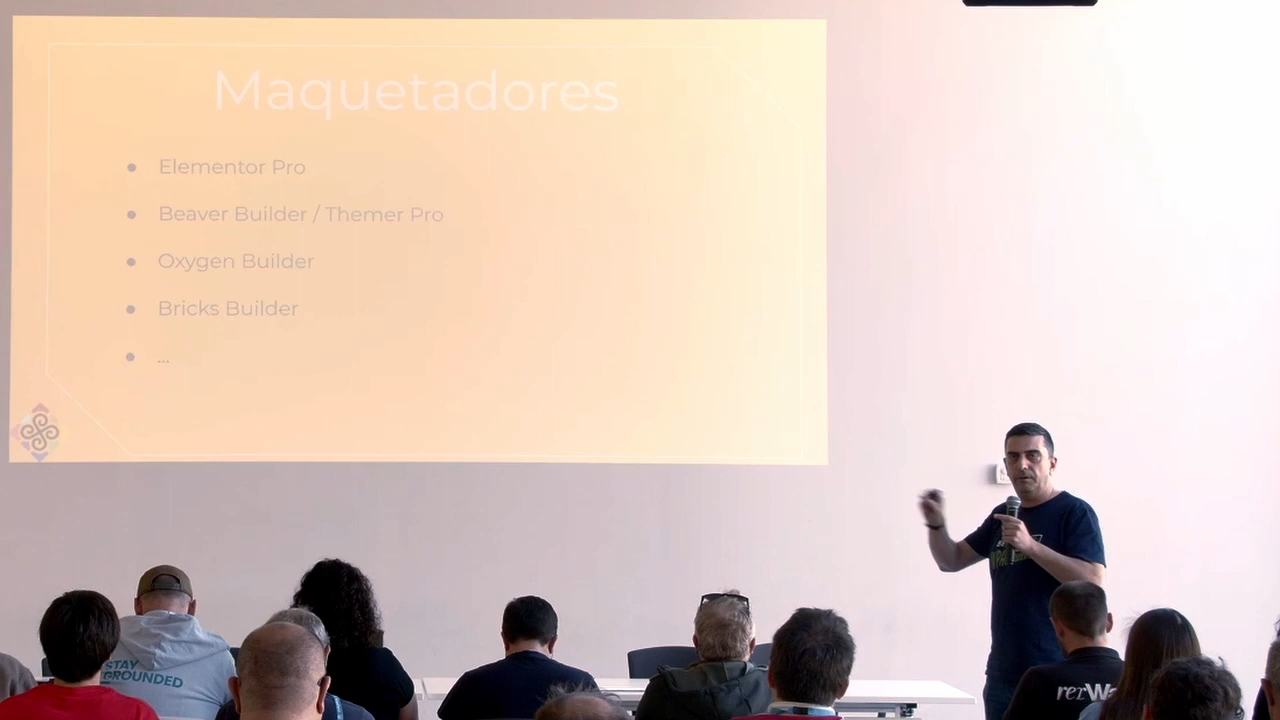 Maquetadores
● Elementor Pro
● Beaver Builder / Themer Pro
● Oxygen Builder
● Bricks Builder
● ...
STAY
GROUNDED